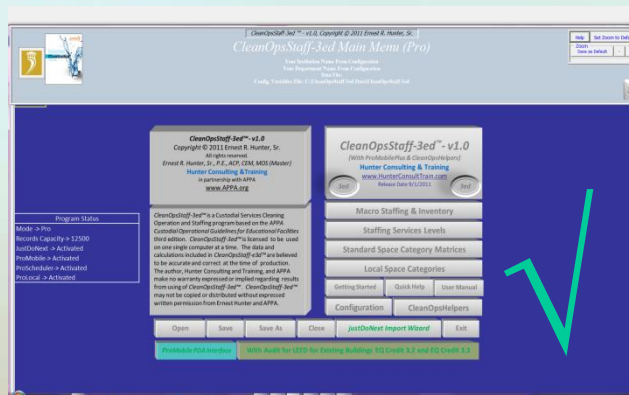 CleanOpsStaff-3ed ™ - v1.0, Copyright © 2011 Ernest R. Hunter, Sr.
CleanOpsStaff-3ed Main Menu (Pro)
Your Institution Name From Configuration
Your Department Name From Configuration
Data File:
Help
Set Zoom to Defa
Zoom
Save as Default
-
CleanOpsStaff-3ed™- v1.0
Copyright © 2011 Ernest R. Hunter, Sr.
All rights reserved.
Ernest R. Hunter, Sr., P.E., ACP, CEM, MOS (Master)
Hunter Consulting &Training
in partnership with APPA
www.APPA.org
CleanOpsStaff-3ed™- v1.0
(With ProMobilePlus & CleanOpsHelpers)
Hunter Consulting & Training
www.HunterConsultTrain.com
Release Date 9/1/2011
3ed
3ed
Program Status
Mode -> Pro
Records Capacity-> 12500
JustDoNext -> Activated
ProMobile-> Activated
ProScheduler-> Activated
ProLocal -> Activated
CleanOpsStaff-3ed™ is a Custodial Services Cleaning
Operation and Staffing program based on the APPA
Custodial Operational Guidelines for Educational Facilities
third edition. CleanOpsStaff-3ed™ is licensed to be used
on one single computer at a time. The data and
calculations included in CleanOpsStaff-e3d™ are believed
to be accurate and correct at the time of production.
The author, Hunter Consulting and Training, and APPA
make no warranty expressed or implied regarding results
from using of CleanOpsStaff-3ed™. CleanOpsStaff-3ed™
may not be copied or distributed without expressed
written permission from Ernest Hunter and APPA.
Macro Staffing & Inventory
Staffing Services Levels
Standard Space Category Matrices
Local Space Categories
Getting Started
Quick Help
User Manual
Configuration
CleanOpsHelpers
Open
Save
Save As
Close
justDoNext Import Wizard
Exit
ProMobile PDA Interface
With Audit for LEED for Existing Buildings EQ Credit 3.2 and EQ Credit 3.3